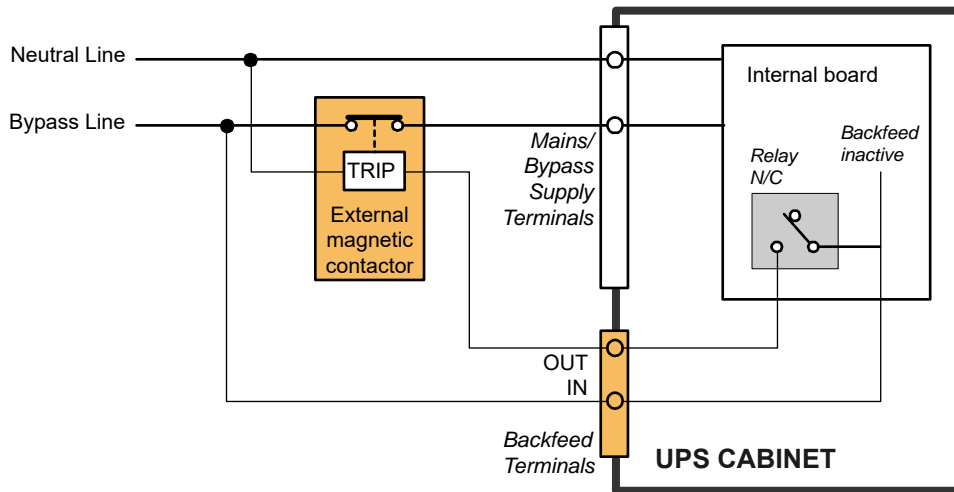 Neutral Line
Bypass Line
TRIP
External
magnetic
contactor
Mains/
Bypass
Supply
Terminals
Internal board
Backfeed
inactive
Relay
N/C
OUT
IN
Backfeed
Terminals
UPS CABINET